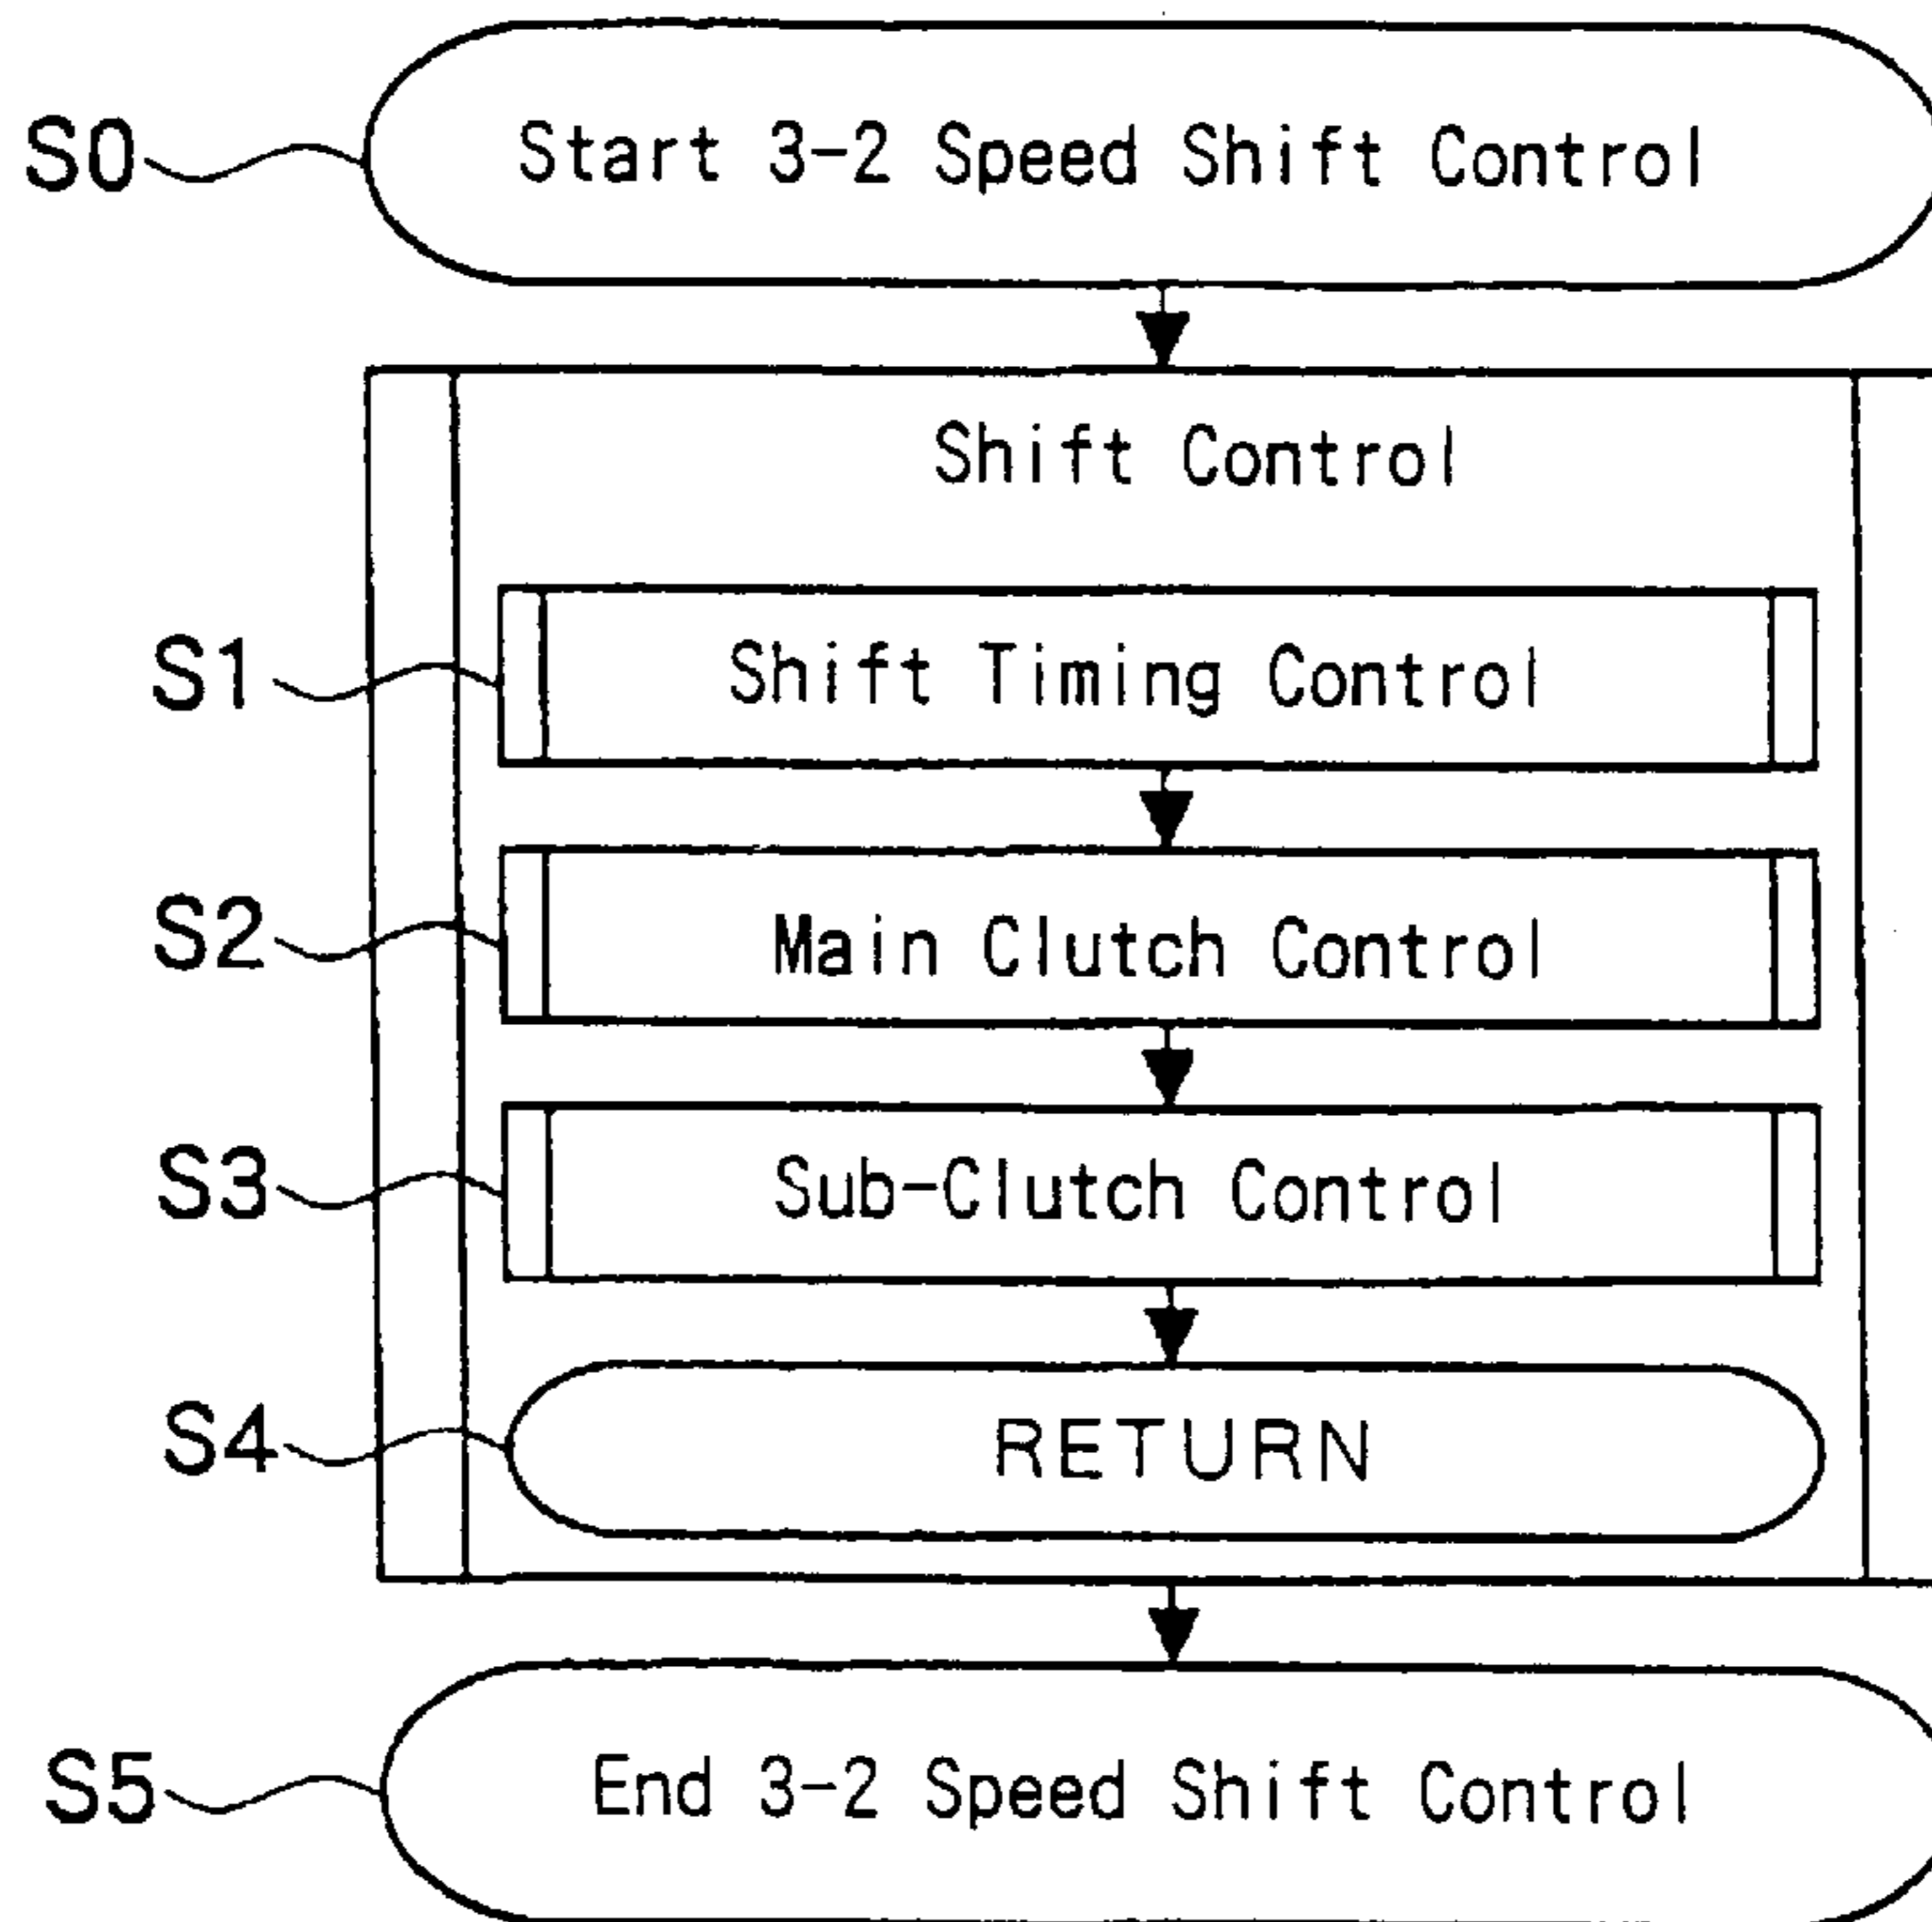 S0 Start 3-2 Speed Shift Control
Shift Control
S1 Shift Timing Control
S2 Main Clutch Control
S3 Sub-Clutch Control
S4 RETURN
S5 End 3-2 Speed Shift Control